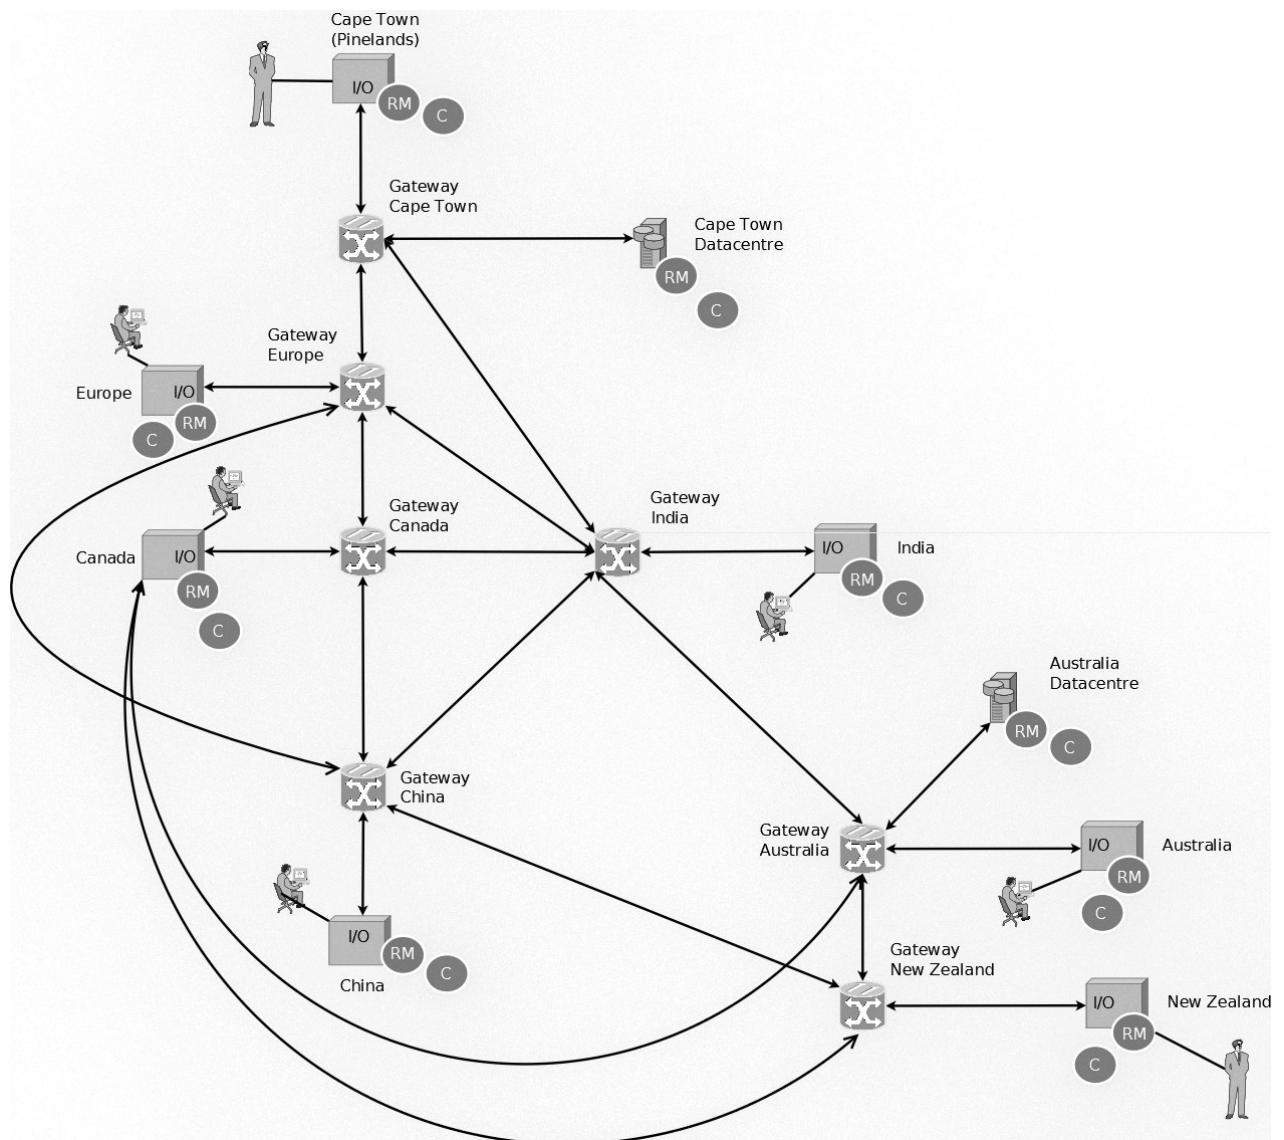 Cape Town
(Pinelands)
I/O
RM
C
Gateway
Cape Town
Cape Town
Datacentre
RM
C
Gateway
Europe
Europe
I/O
RM
C
Gateway
Canada
Canada
I/O
RM
C
Gateway
India
I/O
India
RM
C
Australia
Datacentre
RM
C
Gateway
China
Gateway
Australia
I/O
Australia
RM
C
I/O
RM
C
China
Gateway
New Zealand
I/O
New Zealand
RM
C